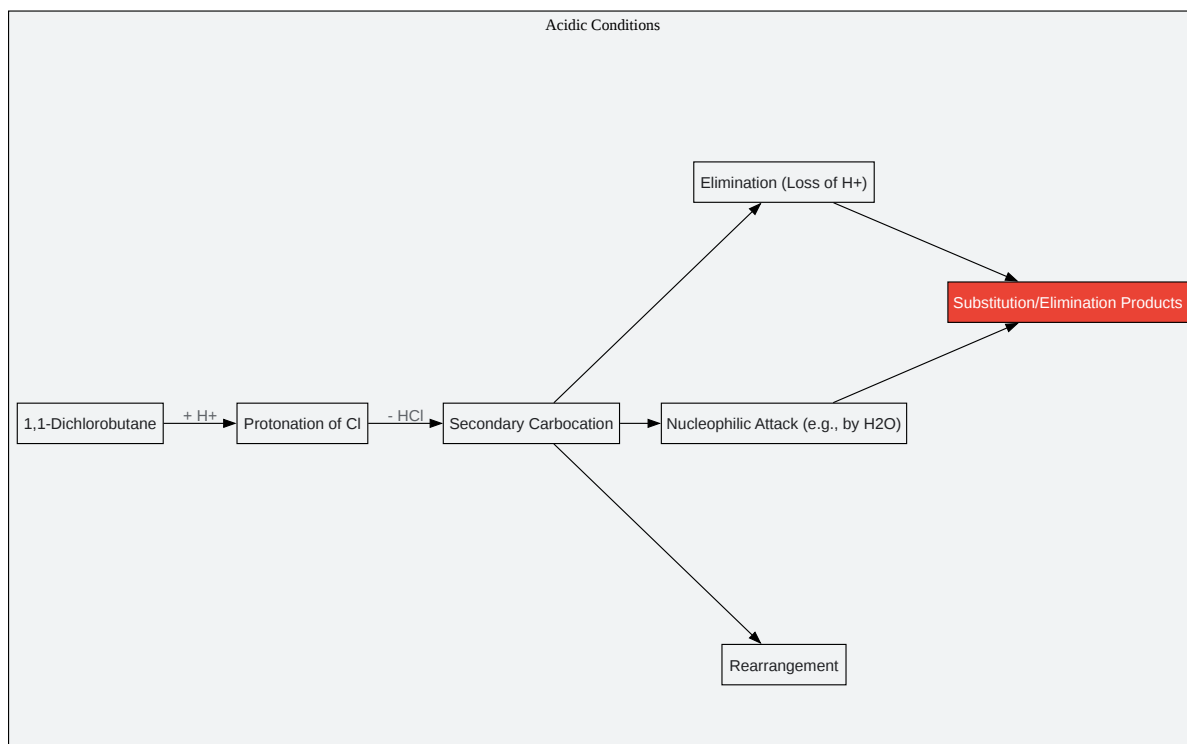 Acidic Conditions
Elimination (Loss of H+)
Substitution/Elimination Products
1,1-Dichlorobutane
+ H+
Protonation of Cl
- HCl
Secondary Carbocation
Nucleophilic Attack (e.g., by H2O)
Rearrangement